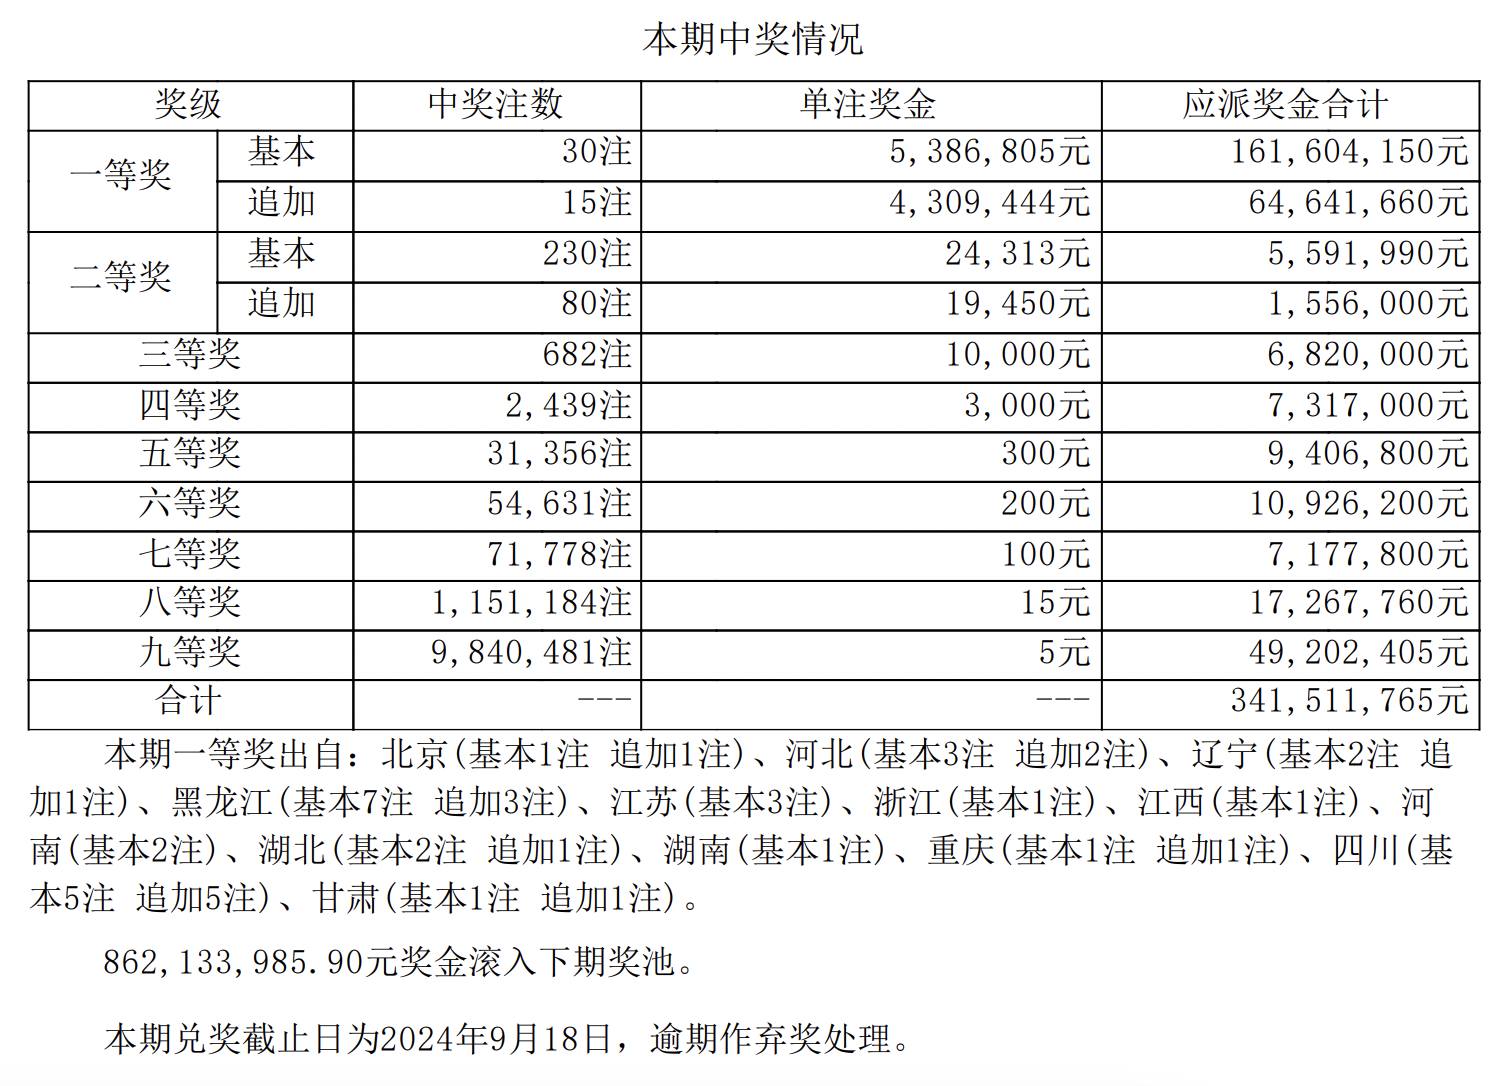 本期中奖情况
奖级 中奖注数 单注奖金 应派奖金合计
一等奖 基本 30注 5,386,805元 161,604,150元
追加 15注 4,309,444元 64,641,660元
二等奖 基本 230注 24,313元 5,591,990元
追加 80注 19,450元 1,556,000元
三等奖 682注 10,000元 6,820,000元
四等奖 2,439注 3,000元 7,317,000元
五等奖 31,356注 300元 9,406,800元
六等奖 54,631注 200元 10,926,200元
七等奖 71,778注 100元 7,177,800元
八等奖 1,151,184注 15元 17,267,760元
九等奖 9,840,481注 5元 49,202,405元
合计 --- --- 341,511,765元
本期一等奖出自：北京(基本1注 追加1注)、河北(基本3注 追加2注)、辽宁(基本2注 追
加1注)、黑龙江(基本7注 追加3注)、江苏(基本3注)、浙江(基本1注)、江西(基本1注)、河
南(基本2注)、湖北(基本2注 追加1注)、湖南(基本1注)、重庆(基本1注 追加1注)、四川(基
本5注 追加5注)、甘肃(基本1注 追加1注)。
862,133,985.90元奖金滚入下期奖池。
本期兑奖截止日为2024年9月18日，逾期作弃奖处理。